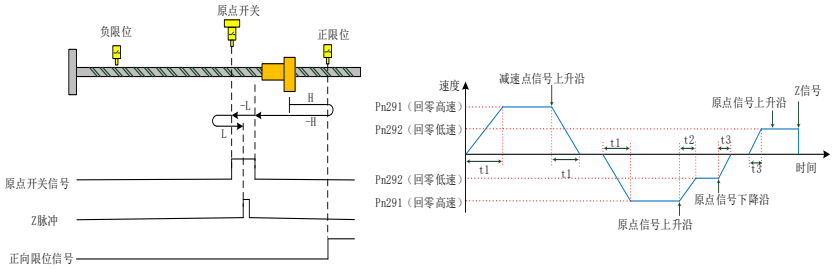 原点开关
负限位
正限位
H
-L
-H
L
原点开关信号
Z脉冲
正向限位信号
速度
减速点信号上升沿
Z信号
原点信号上升沿
Pn291（回零高速）
Pn292（回零低速）
t1
t1
t1
t2
t3
t3
时间
Pn292（回零低速）
Pn291（回零高速）
原点信号下降沿
原点信号上升沿